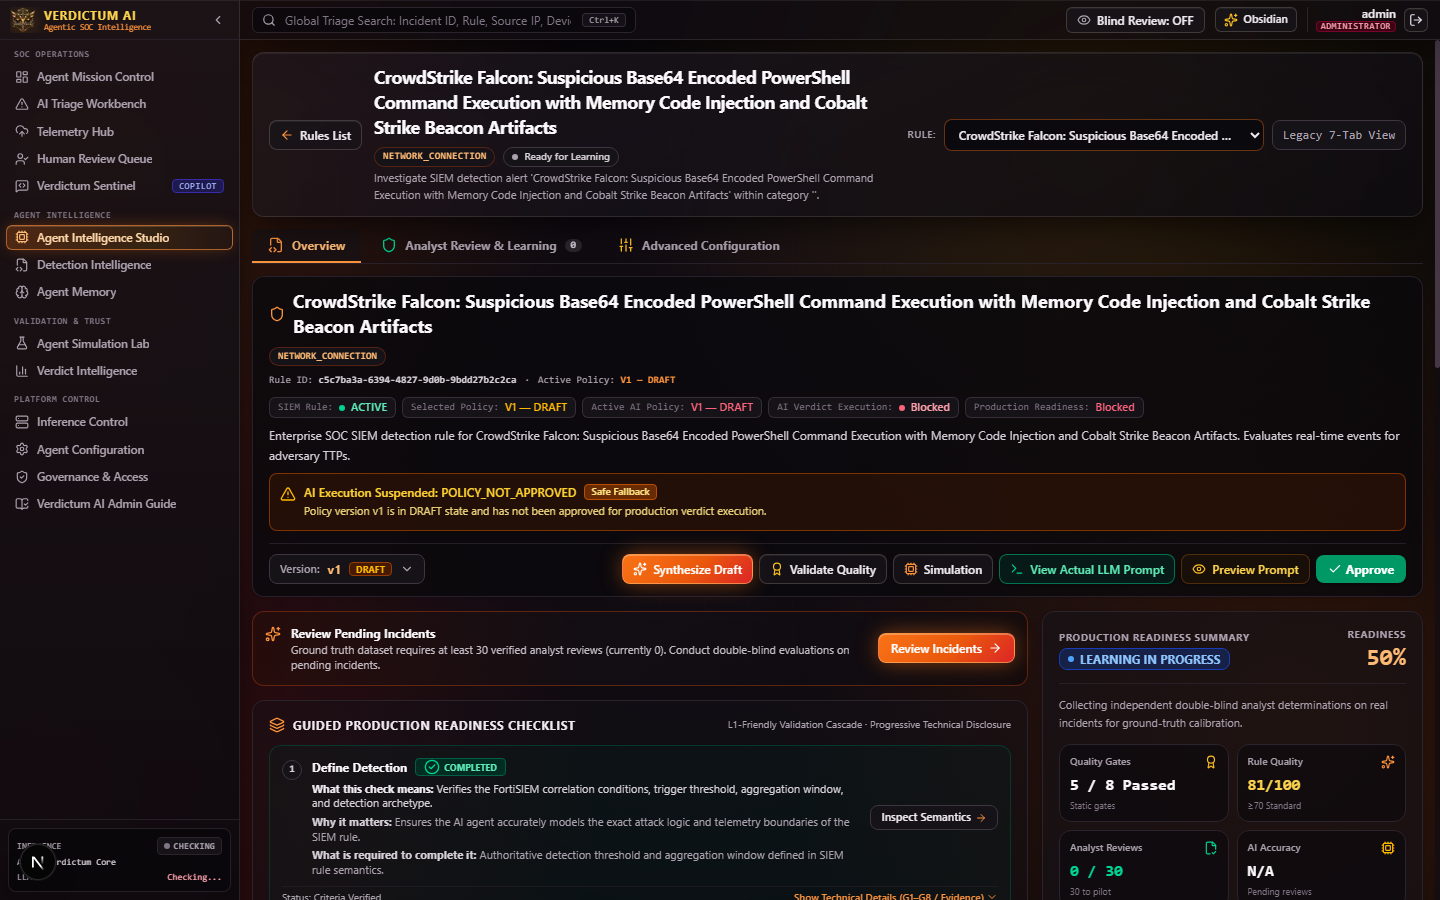 VERDICTUM AI
Agentic SOC Intelligence
Global Triage Search: Incident ID, Rule, Source IP, Devi
Ctrl+K
Blind Review: OFF
Obsidian
admin
ADMINISTRATOR
SOC OPERATIONS
Agent Mission Control
AI Triage Workbench
Telemetry Hub
Human Review Queue
Verdictum Sentinel
COPILOT
AGENT INTELLIGENCE
Agent Intelligence Studio
Detection Intelligence
Agent Memory
VALIDATION & TRUST
Agent Simulation Lab
Verdict Intelligence
PLATFORM CONTROL
Inference Control
Agent Configuration
Governance & Access
Verdictum AI Admin Guide
CHECKING
N
rdictum Core
Checking...
Rules List
CrowdStrike Falcon: Suspicious Base64 Encoded PowerShell
Command Execution with Memory Code Injection and Cobalt
Strike Beacon Artifacts
NETWORK_CONNECTION
Ready for Learning
Investigate SIEM detection alert 'CrowdStrike Falcon: Suspicious Base64 Encoded PowerShell Command
Execution with Memory Code Injection and Cobalt Strike Beacon Artifacts' within category ''.
RULE:
CrowdStrike Falcon: Suspicious Base64 Encoded ...
Legacy 7-Tab View
Overview
Analyst Review & Learning 0
Advanced Configuration
CrowdStrike Falcon: Suspicious Base64 Encoded PowerShell Command Execution with Memory Code Injection and Cobalt Strike
Beacon Artifacts
NETWORK_CONNECTION
Rule ID: c5c7ba3a-6394-4827-9d0b-9bdd27b2c2ca · Active Policy: V1 — DRAFT
SIEM Rule: ACTIVE
Selected Policy: V1 — DRAFT
Active AI Policy: V1 — DRAFT
AI Verdict Execution: Blocked
Production Readiness: Blocked
Enterprise SOC SIEM detection rule for CrowdStrike Falcon: Suspicious Base64 Encoded PowerShell Command Execution with Memory Code Injection and Cobalt Strike Beacon Artifacts. Evaluates real-time events for
adversary TTPs.
AI Execution Suspended: POLICY_NOT_APPROVED
Safe Fallback
Policy version v1 is in DRAFT state and has not been approved for production verdict execution.
Version: v1 DRAFT
Synthesize Draft
Validate Quality
Simulation
View Actual LLM Prompt
Preview Prompt
Approve
Review Pending Incidents
Ground truth dataset requires at least 30 verified analyst reviews (currently 0). Conduct double-blind evaluations on
pending incidents.
Review Incidents
GUIDED PRODUCTION READINESS CHECKLIST
L1-Friendly Validation Cascade · Progressive Technical Disclosure
1
Define Detection
COMPLETED
What this check means: Verifies the FortiSIEM correlation conditions, trigger threshold, aggregation window,
and detection archetype.
Why it matters: Ensures the AI agent accurately models the exact attack logic and telemetry boundaries of the
SIEM rule.
What is required to complete it: Authoritative detection threshold and aggregation window defined in SIEM
rule semantics.
Inspect Semantics
Status: Criteria Verified
Show Technical Details (G1–G8 / Evidence)
PRODUCTION READINESS SUMMARY
LEARNING IN PROGRESS
READINESS
50%
Collecting independent double-blind analyst determinations on real
incidents for ground-truth calibration.
Quality Gates
5 / 8 Passed
Static gates
Rule Quality
81/100
≥70 Standard
Analyst Reviews
0 / 30
30 to pilot
AI Accuracy
N/A
Pending reviews